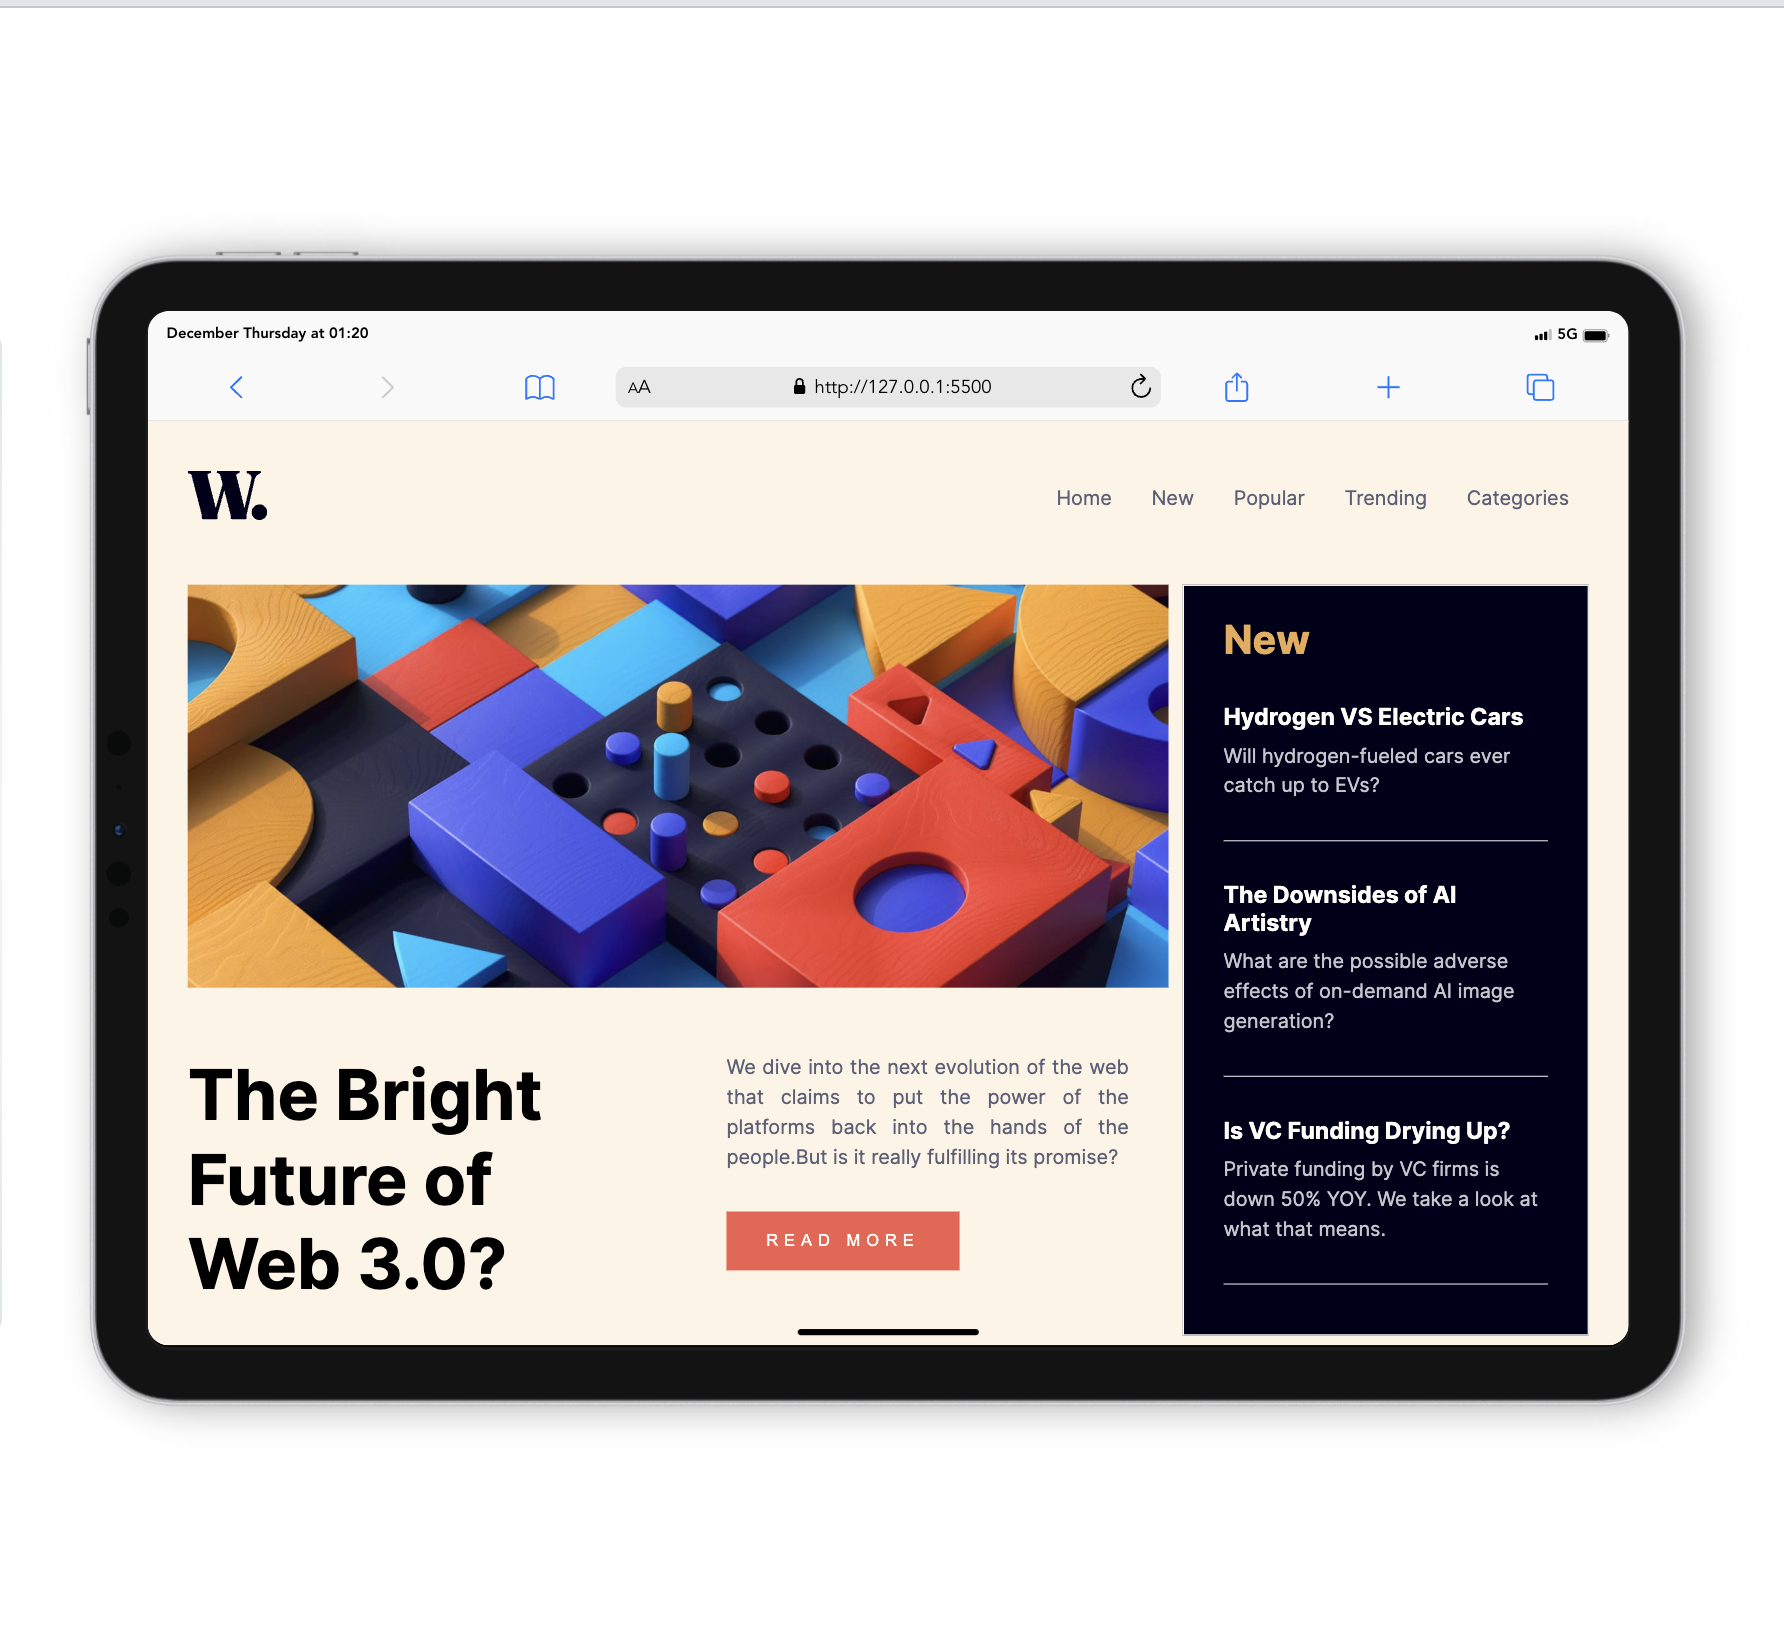 December Thursday at 01:20
5G
AA
http://127.0.0.1:5500
W.
Home New Popular Trending Categories
New
Hydrogen VS Electric Cars
Will hydrogen-fueled cars ever
catch up to EVs?
The Downsides of AI
Artistry
What are the possible adverse
effects of on-demand AI image
generation?
Is VC Funding Drying Up?
Private funding by VC firms is
down 50% YOY. We take a look at
what that means.
The Bright
Future of
Web 3.0?
We dive into the next evolution of the web
that claims to put the power of the
platforms back into the hands of the
people.But is it really fulfilling its promise?
READ MORE